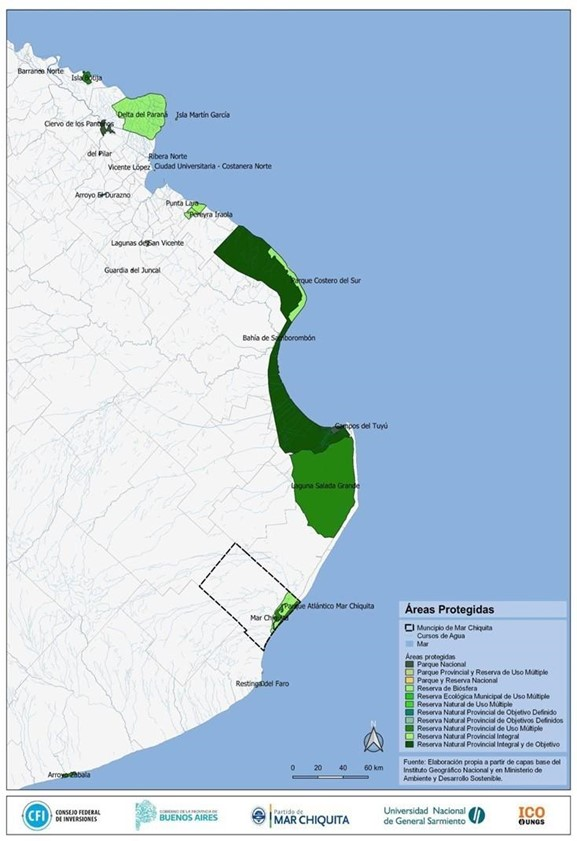 Barranca Norte
Isla Botija
Delta del Paraná
Isla Martín García
Ciervo de los Pantanos
del Pilar
Ribera Norte
Vicente López
Ciudad Universitaria - Costanera Norte
Arroyo El Durazno
Punta Lara
Pereyra Iraola
Lagunas de San Vicente
Guardia del Juncal
Parque Costero del Sur
Bahía de Samborombón
Campos del Tuyú
Laguna Salada Grande
Parque Atlántico Mar Chiquita
Mar Chiquita
Restinga del Faro
Arroyo Zabala
N
0 20 40 60 km
Áreas Protegidas
Muncipio de Mar Chiquita
Cursos de Agua
Mar
Áreas protegidas
Parque Nacional
Parque Provincial y Reserva de Uso Múltiple
Parque y Reserva Nacional
Reserva de Biósfera
Reserva Ecológica Municipal de Uso Múltiple
Reserva Natural de Uso Múltiple
Reserva Natural Provincial de Objetivo Definido
Reserva Natural Provincial de Objetivos Definidos
Reserva Natural Provincial de Uso Múltiple
Reserva Natural Provincial Integral
Reserva Natural Provincial Integral y de Objetivo
Fuente: Elaboración propia a partir de capas base del
Instituto Geográfico Nacional y en Ministerio de
Ambiente y Desarrollo Sostenible.
CFI
CONSEJO FEDERAL
DE INVERSIONES
GOBIERNO DE LA PROVINCIA DE
BUENOS AIRES
Partido de
MAR CHIQUITA
Universidad Nacional
de General Sarmiento
ICO
UNGS